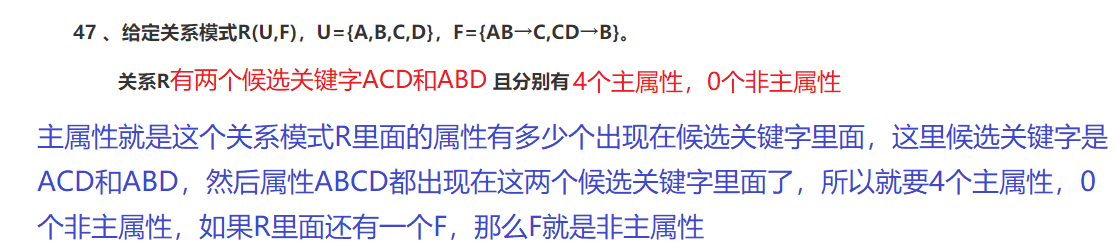 47 、给定关系模式R(U,F)，U={A,B,C,D}，F={AB→C,CD→B}。
关系R有两个候选关键字ACD和ABD 且分别有 4个主属性，0个非主属性
主属性就是这个关系模式R里面的属性有多少个出现在候选关键字里面，这里候选关键字是
ACD和ABD，然后属性ABCD都出现在这两个候选关键字里面了，所以就要4个主属性，0
个非主属性，如果R里面还有一个F，那么F就是非主属性